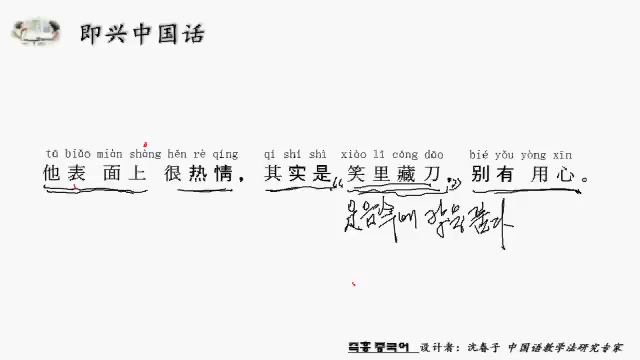 即兴中国话
tā biǎo miàn shàng hěn rè qíng qí shí shì xiào lǐ cáng dāo bié yǒu yòng xīn
他表面上很热情，其实是“笑里藏刀，”别有用心。
즉흥 중국어 设计者：沈春子 中国语教学法研究专家